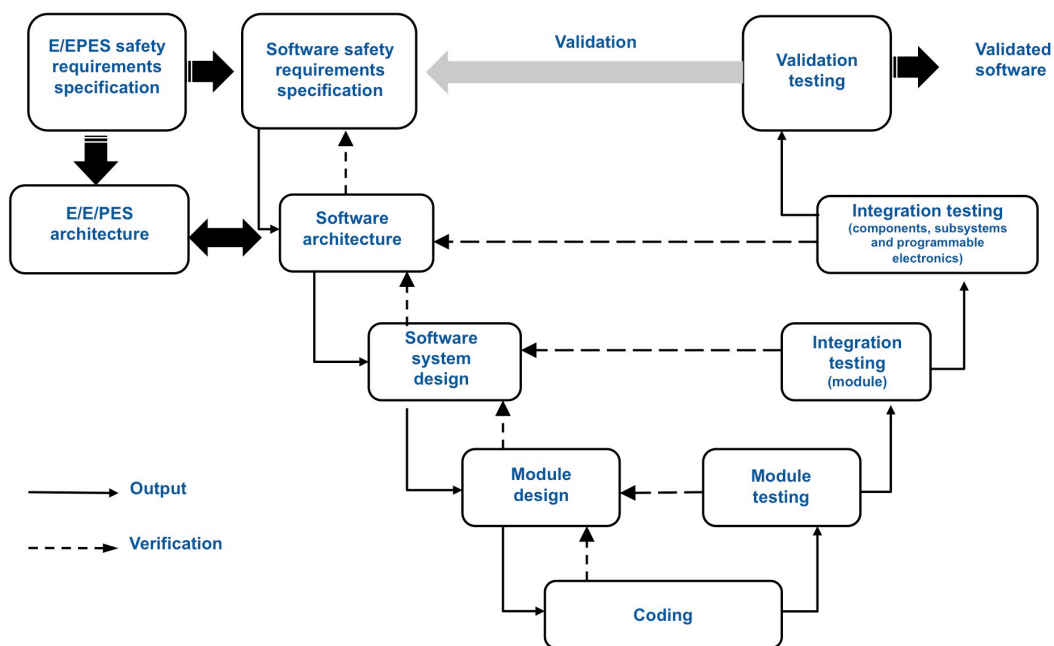 E/EPES safety
requirements
specification
Software safety
requirements
specification
Validation
Validation
testing
Validated
software
E/E/PES
architecture
Software
architecture
Integration testing
(components, subsystems
and programmable
electronics)
Software
system
design
Integration
testing
(module)
Module
design
Module
testing
Output
Verification
Coding